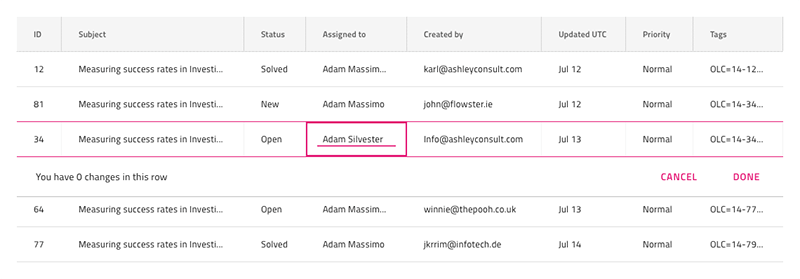 ID Subject Status Assigned to Created by Updated UTC Priority Tags
12 Measuring success rates in Investi... Solved Adam Massim... karl@ashleyconsult.com Jul 12 Normal OLC=14-12...
81 Measuring success rates in Investi... New Adam Massimo john@flowster.ie Jul 12 Normal OLC=14-34...
34 Measuring success rates in Investi... Open Adam Silvester Info@ashleyconsult.com Jul 13 Normal OLC=14-34...
You have 0 changes in this row CANCEL DONE
64 Measuring success rates in Investi... Open Adam Massim... winnie@thepooh.co.uk Jul 13 Normal OLC=14-77...
77 Measuring success rates in Investi... Solved Adam Massimo jkrrim@infotech.de Jul 14 Normal OLC=14-79...